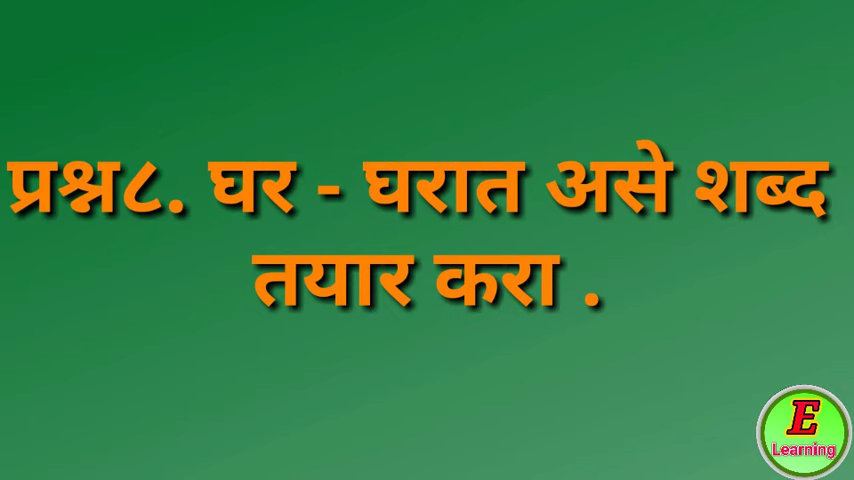 प्रश्न८. घर - घरात असे शब्द
तयार करा .
E
Learning